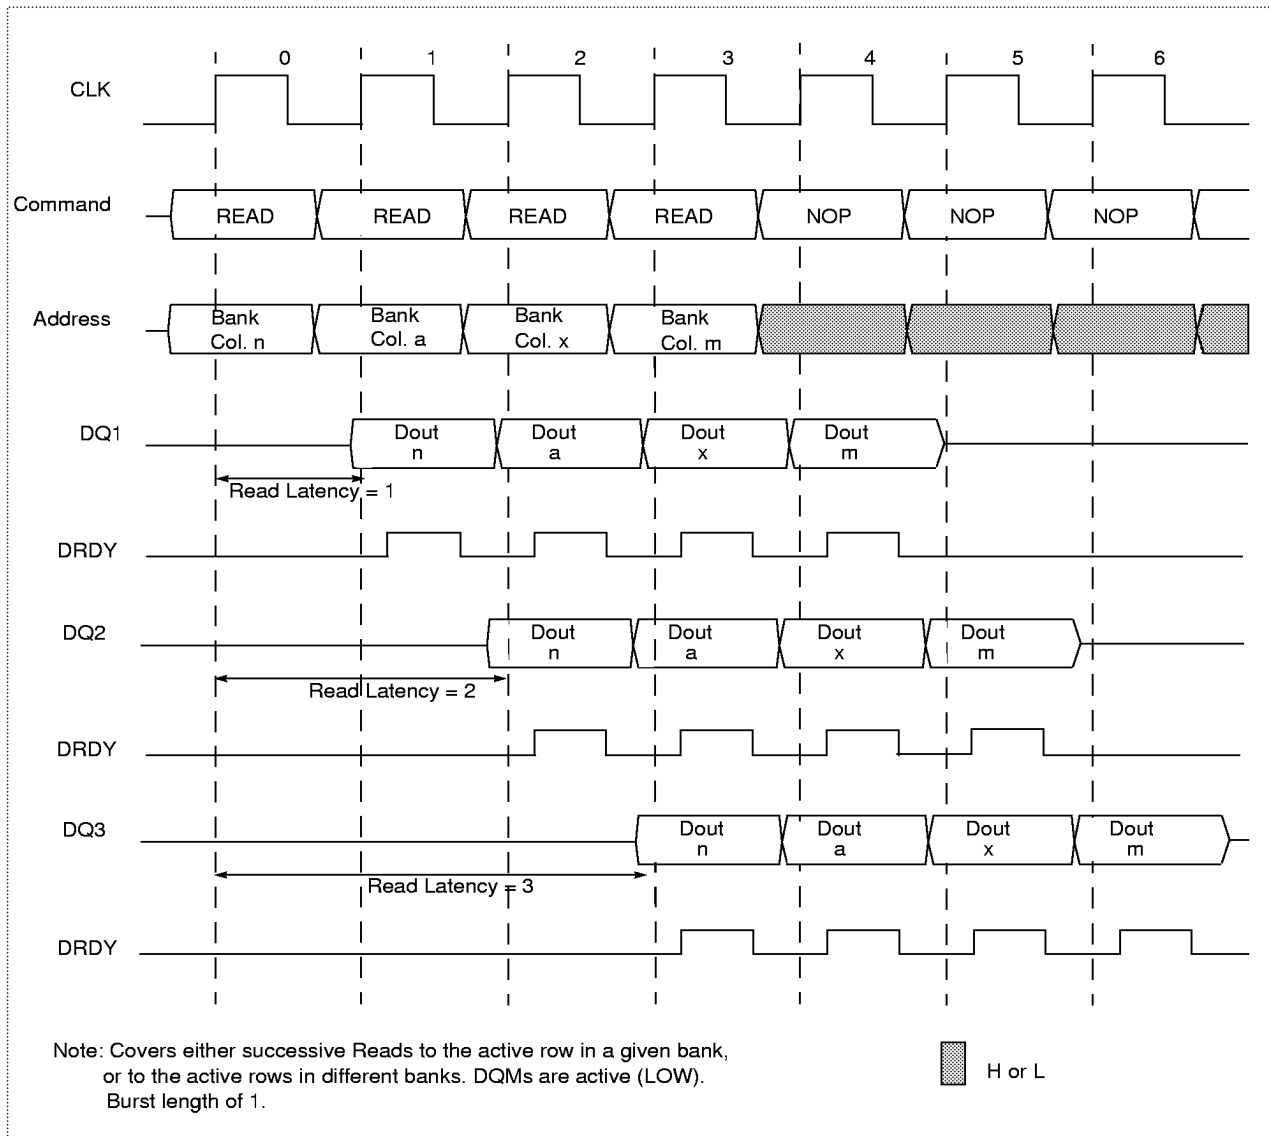 0 1 2 3 4 5 6
CLK
Command READ READ READ READ NOP NOP NOP
Address
Bank Bank Bank Bank
Col. n Col. a Col. x Col. m
DQ1
Dout Dout Dout Dout
n a x m
Read Latency = 1
DRDY
DQ2
Dout Dout Dout Dout
n a x m
Read Latency = 2
DRDY
DQ3
Dout Dout Dout Dout
n a x m
Read Latency = 3
DRDY
Note: Covers either successive Reads to the active row in a given bank,
or to the active rows in different banks. DQMs are active (LOW).
Burst length of 1.
H or L